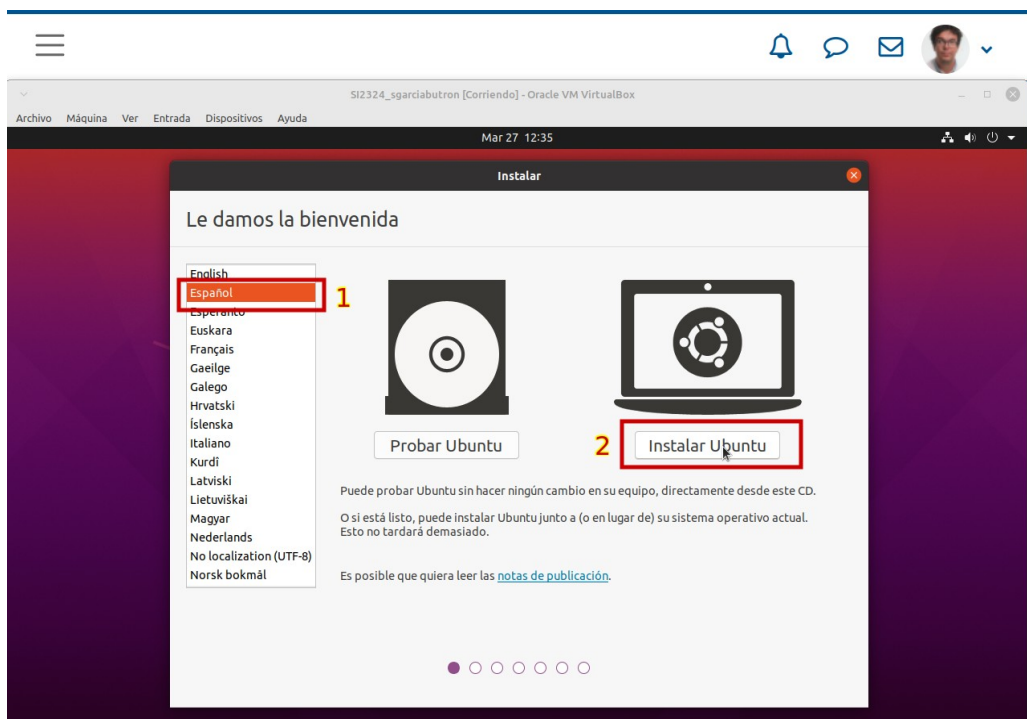 SI2324_sgarciabutron [Corriendo] - Oracle VM VirtualBox
Archivo Máquina Ver Entrada Dispositivos Ayuda
Mar 27 12:35
Instalar
Le damos la bienvenida
English
Español
1
Esperanto
Euskara
Français
Gaeilge
Galego
Hrvatski
Íslenska
Italiano
Kurdî
Latviski
Lietuviškai
Magyar
Nederlands
No localization (UTF-8)
Norsk bokmål
Probar Ubuntu
2
Instalar Ubuntu
Puede probar Ubuntu sin hacer ningún cambio en su equipo, directamente desde este CD.
O si está listo, puede instalar Ubuntu junto a (o en lugar de) su sistema operativo actual.
Esto no tardará demasiado.
Es posible que quiera leer las notas de publicación.